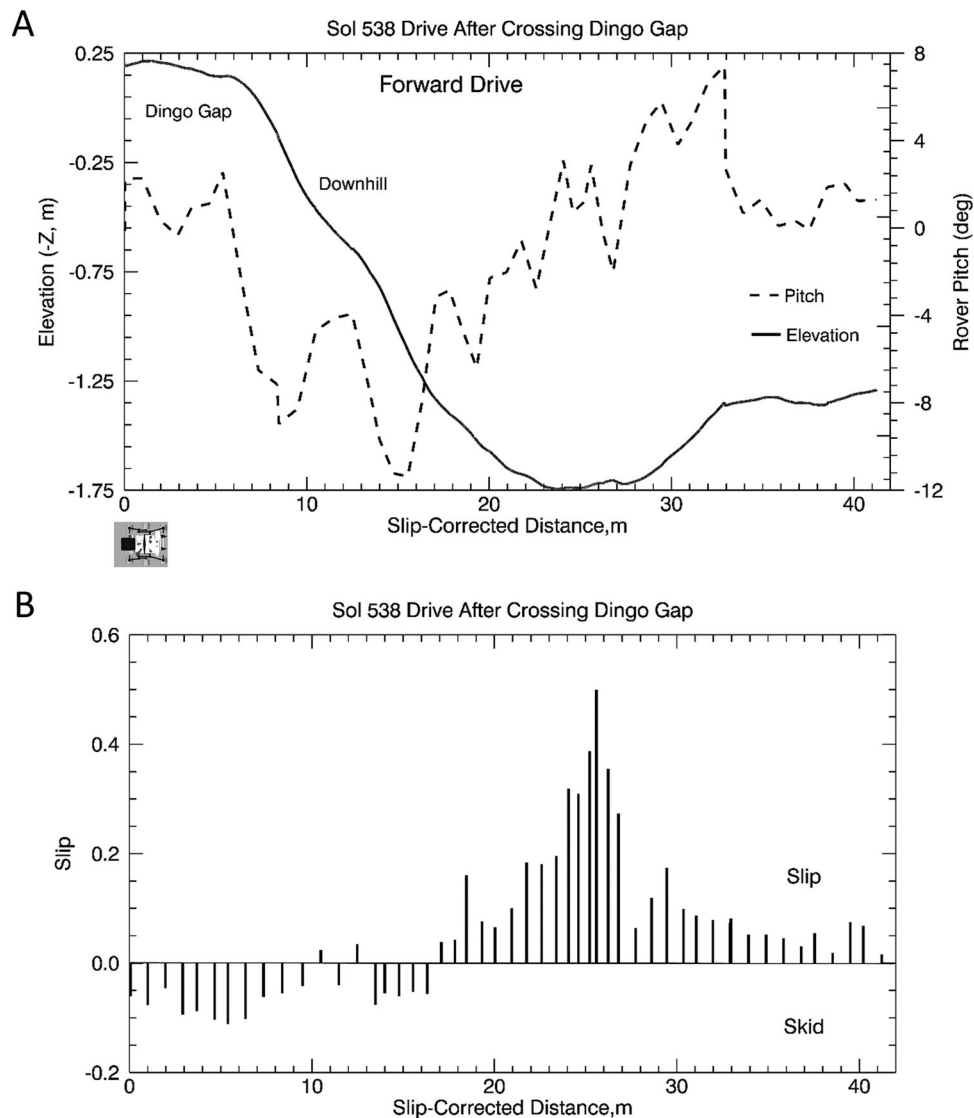 A
Sol 538 Drive After Crossing Dingo Gap
0.25
8
Forward Drive
Dingo Gap
-0.25
4
Downhill
Elevation (-Z, m)
0
Rover Pitch (deg)
-0.75
Pitch
-4
Elevation
-1.25
-8
-1.75
-12
0 10 20 30 40
Slip-Corrected Distance,m
B
Sol 538 Drive After Crossing Dingo Gap
0.6
0.4
Slip
0.2
Slip
0.0
Skid
-0.2
0 10 20 30 40
Slip-Corrected Distance,m